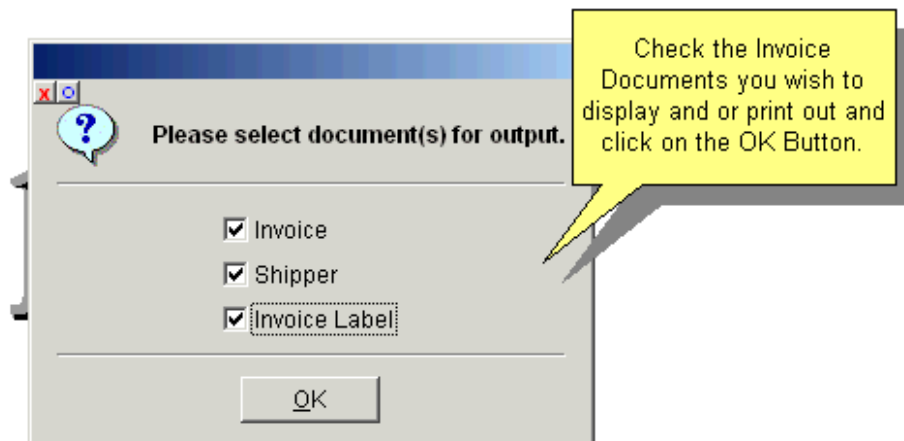 Check the Invoice
Documents you wish to
display and or print out and
click on the OK Button.
Please select document(s) for output.
Invoice
Shipper
Invoice Label
OK